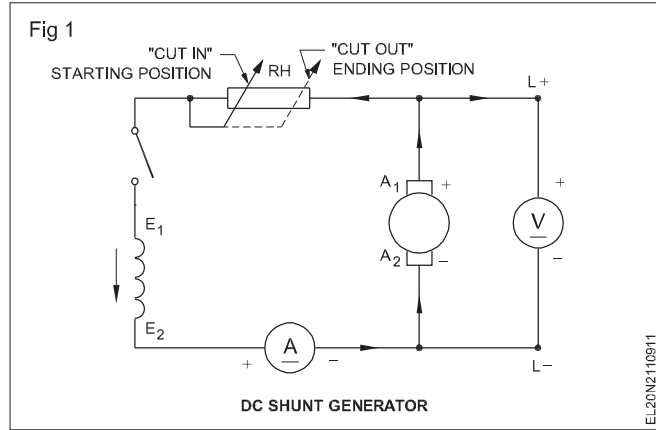 Fig 1
"CUT IN"
STARTING POSITION
RH
"CUT OUT"
ENDING POSITION
L+
A1
+
A2
–
+
V
–
E1
E2
+
A
–
L–
DC SHUNT GENERATOR
EL20N2110911